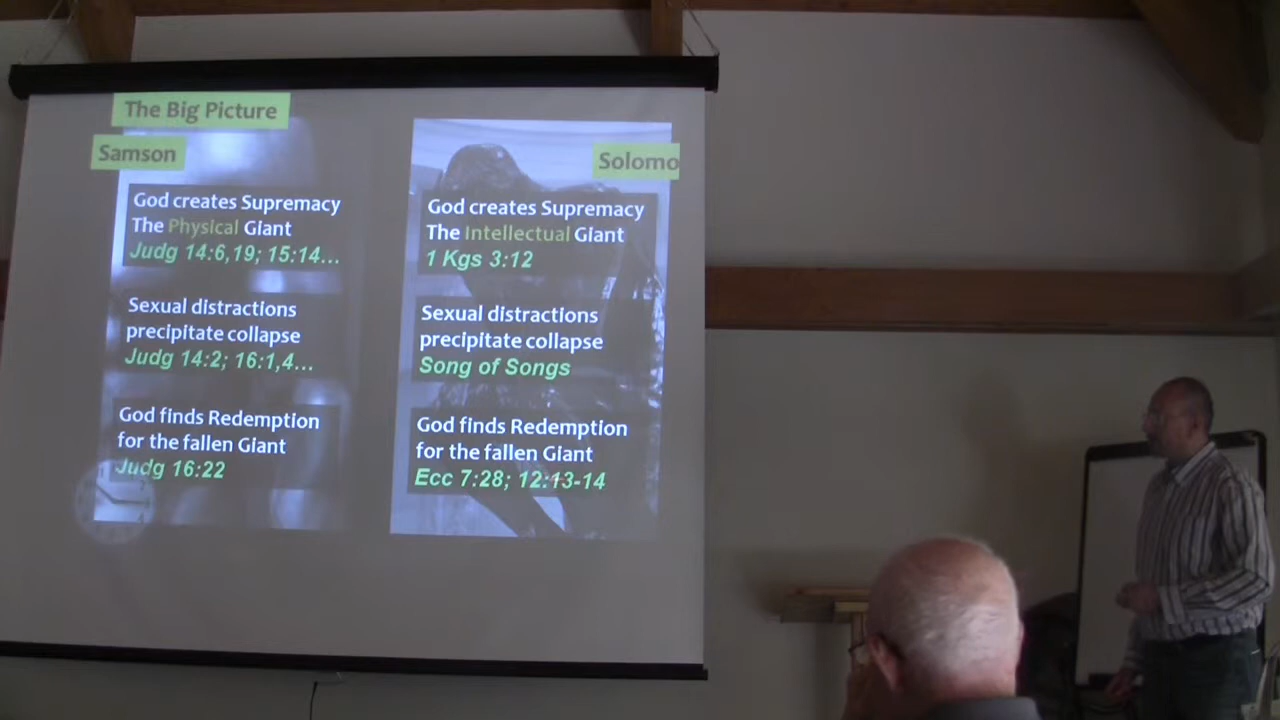 The Big Picture
Samson
God creates Supremacy
The Physical Giant
Judg 14:6,19; 15:14...
Sexual distractions
precipitate collapse
Judg 14:2; 16:1,4...
God finds Redemption
for the fallen Giant
Judg 16:22
Solomo
God creates Supremacy
The Intellectual Giant
1 Kgs 3:12
Sexual distractions
precipitate collapse
Song of Songs
God finds Redemption
for the fallen Giant
Ecc 7:28; 12:13-14